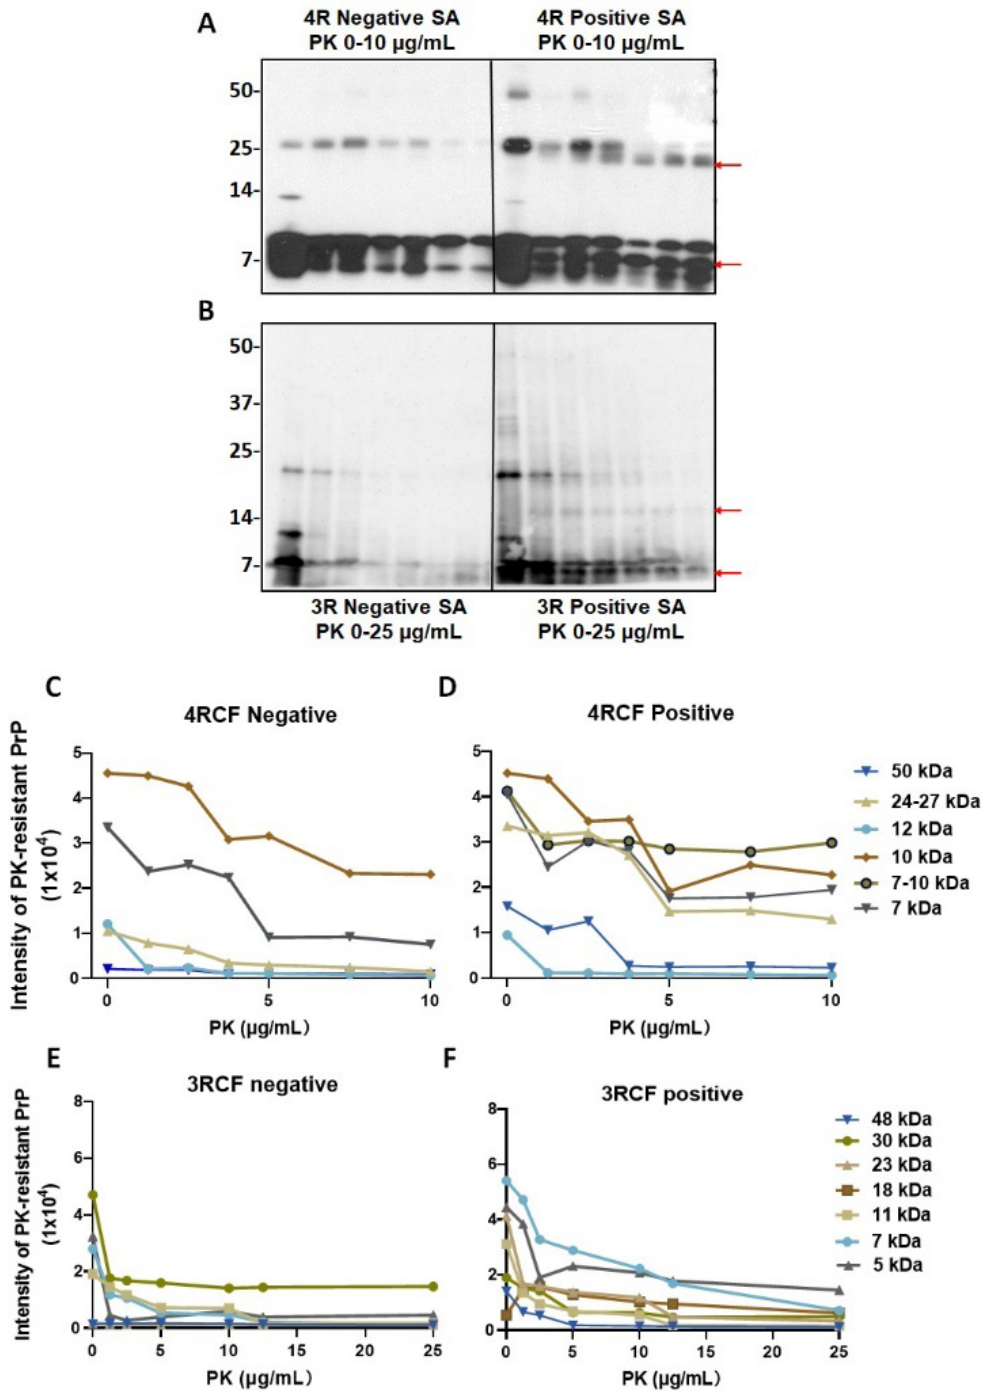 A
4R Negative SA
PK 0-10 µg/mL
4R Positive SA
PK 0-10 µg/mL
50-
25-
14-
7-
B
50-
37-
25-
14-
7-
3R Negative SA
PK 0-25 µg/mL
3R Positive SA
PK 0-25 µg/mL
C
4RCF Negative
Intensity of PK-resistant PrP
(1x10⁴)
5
4
3
2
1
0
0
5
10
PK (µg/mL)
D
4RCF Positive
5
4
3
2
1
0
0
5
10
PK (µg/mL)
50 kDa
24-27 kDa
12 kDa
10 kDa
7-10 kDa
7 kDa
E
3RCF negative
Intensity of PK-resistant PrP
(1x10⁴)
8
6
4
2
0
0
5
10
15
20
25
PK (µg/mL)
F
3RCF positive
8
6
4
2
0
0
5
10
15
20
25
PK (µg/mL)
48 kDa
30 kDa
23 kDa
18 kDa
11 kDa
7 kDa
5 kDa